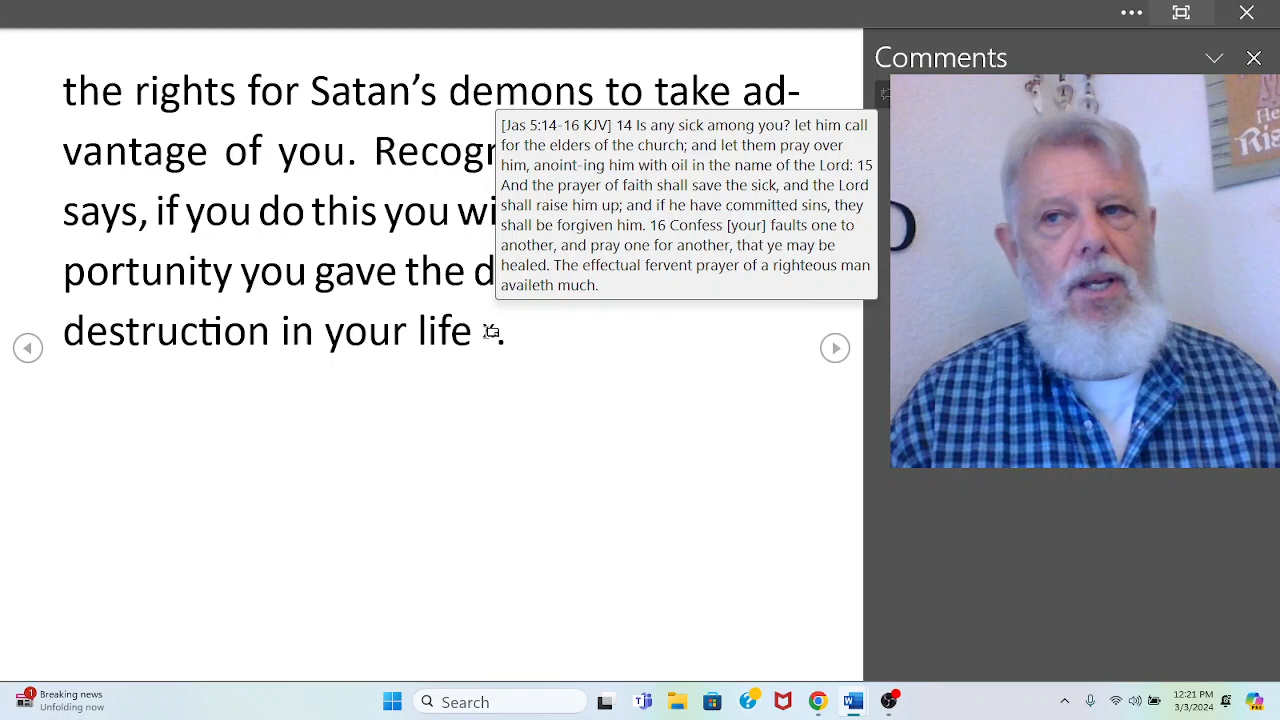 Comments
the rights for Satan's demons to take ad-
vantage of you. Recogn
says, if you do this you wi
portunity you gave the d
destruction in your life
[Jas 5:14-16 KJV] 14 Is any sick among you? let him call
for the elders of the church; and let them pray over
him, anoint-ing him with oil in the name of the Lord: 15
And the prayer of faith shall save the sick, and the Lord
shall raise him up; and if he have committed sins, they
shall be forgiven him. 16 Confess [your] faults one to
another, and pray one for another, that ye may be
healed. The effectual fervent prayer of a righteous man
availeth much.
Breaking news
Unfolding now
Search
12:21 PM
3/3/2024